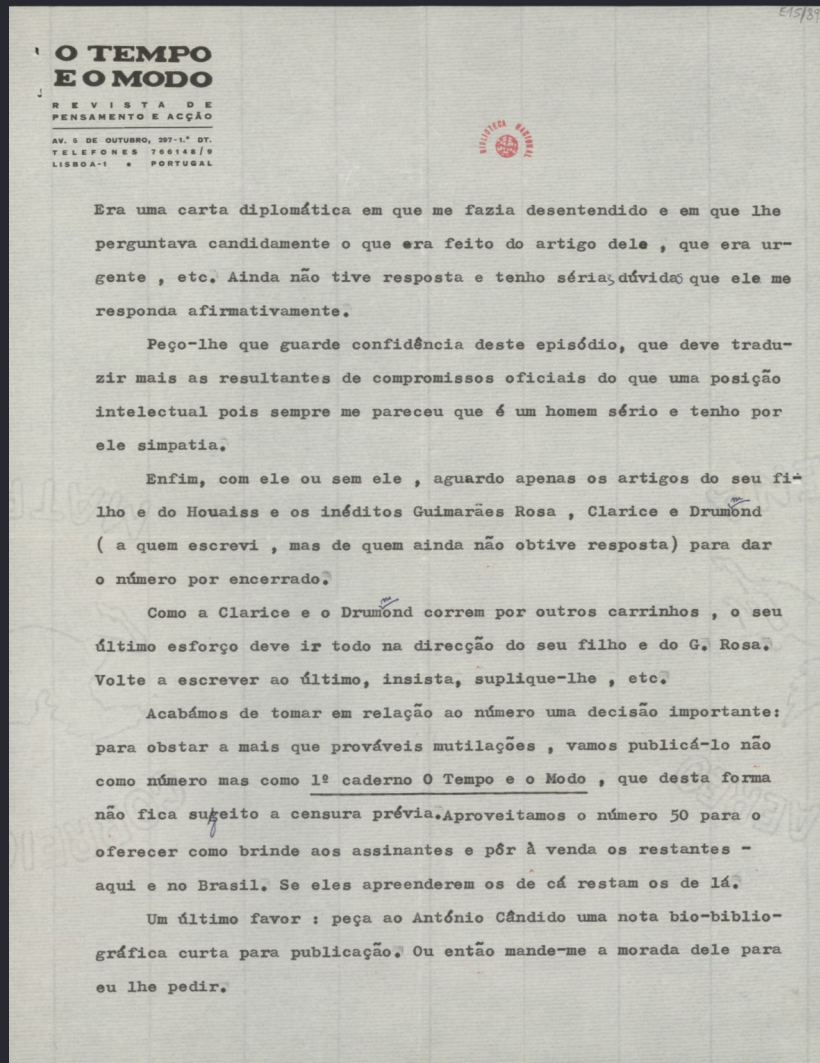 E15/89
O TEMPO
E O MODO
REVISTA DE
PENSAMENTO E ACÇÃO
AV. 5 DE OUTUBRO, 297-1.º DT.
TELEFONES 766148/9
LISBOA-1 • PORTUGAL
BIBLIOTECA NACIONAL
Era uma carta diplomática em que me fazia desentendido e em que lhe
perguntava candidamente o que era feito do artigo dele , que era ur-
gente , etc. Ainda não tive resposta e tenho sérias dúvidas que ele me
responda afirmativamente.
Peço-lhe que guarde confidência deste episódio, que deve tradu-
zir mais as resultantes de compromissos oficiais do que uma posição
intelectual pois sempre me pareceu que é um homem sério e tenho por
ele simpatia.
Enfim, com ele ou sem ele , aguardo apenas os artigos do seu fi-
lho e do Houaiss e os inéditos Guimarães Rosa , Clarice e Drummond
( a quem escrevi , mas de quem ainda não obtive resposta) para dar
o número por encerrado.
Como a Clarice e o Drummond correm por outros carrinhos , o seu
último esforço deve ir todo na direcção do seu filho e do G. Rosa.
Volte a escrever ao último, insista, suplique-lhe , etc.
Acabámos de tomar em relação ao número uma decisão importante:
para obstar a mais que prováveis mutilações , vamos publicá-lo não
como número mas como 1º caderno O Tempo e o Modo , que desta forma
não fica sujeito a censura prévia.Aproveitamos o número 50 para o
oferecer como brinde aos assinantes e pôr à venda os restantes -
aqui e no Brasil. Se eles apreenderem os de cá restam os de lá.
Um último favor : peça ao António Cândido uma nota bio-biblio-
gráfica curta para publicação. Ou então mande-me a morada dele para
eu lhe pedir.